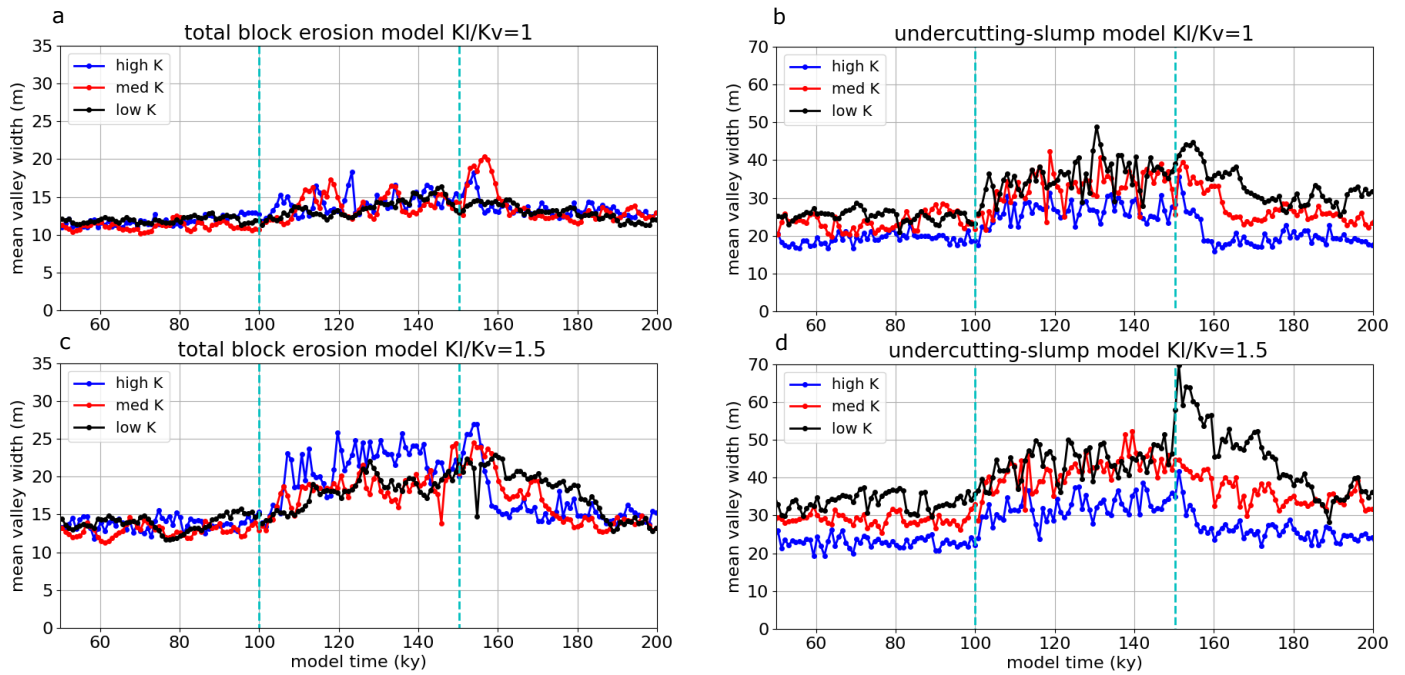 a
total block erosion model Kl/Kv=1
mean valley width (m)
35
30
25
20
15
10
5
0
high K
med K
low K
60 80 100 120 140 160 180 200
b
undercutting-slump model Kl/Kv=1
mean valley width (m)
70
60
50
40
30
20
10
0
high K
med K
low K
60 80 100 120 140 160 180 200
c
total block erosion model Kl/Kv=1.5
mean valley width (m)
35
30
25
20
15
10
5
0
high K
med K
low K
60 80 100 120 140 160 180 200
model time (ky)
d
undercutting-slump model Kl/Kv=1.5
mean valley width (m)
70
60
50
40
30
20
10
0
high K
med K
low K
60 80 100 120 140 160 180 200
model time (ky)